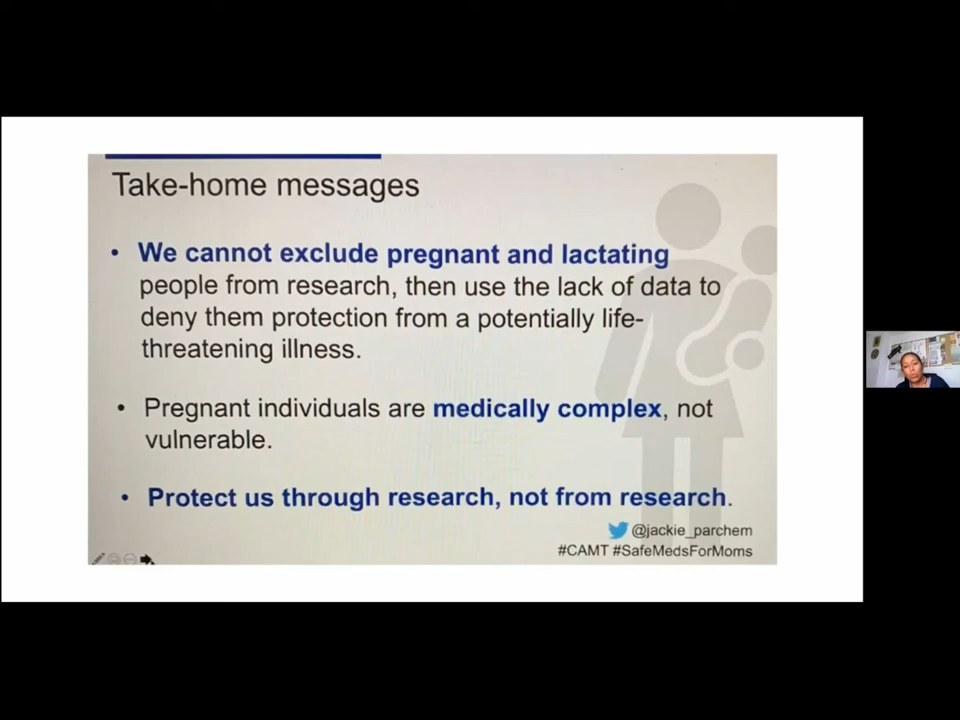 Take-home messages
• We cannot exclude pregnant and lactating
people from research, then use the lack of data to
deny them protection from a potentially life-
threatening illness.
• Pregnant individuals are medically complex, not
vulnerable.
• Protect us through research, not from research.
@jackie_parchem
#CAMT #SafeMedsForMoms